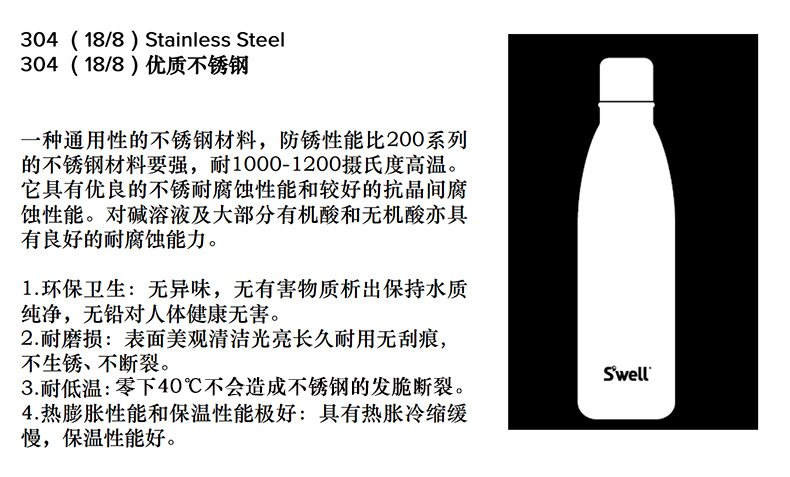 304 （18/8）Stainless Steel
304 （18/8）优质不锈钢
一种通用性的不锈钢材料，防锈性能比200系列
的不锈钢材料要强，耐1000-1200摄氏度高温。
它具有优良的不锈耐腐蚀性能和较好的抗晶间腐
蚀性能。对碱溶液及大部分有机酸和无机酸亦具
有良好的耐腐蚀能力。
1.环保卫生：无异味，无有害物质析出保持水质
纯净，无铅对人体健康无害。
2.耐磨损：表面美观清洁光亮长久耐用无刮痕，
不生锈、不断裂。
3.耐低温：零下40℃不会造成不锈钢的发脆断裂。
4.热膨胀性能和保温性能极好：具有热胀冷缩缓
慢，保温性能好。
S'well